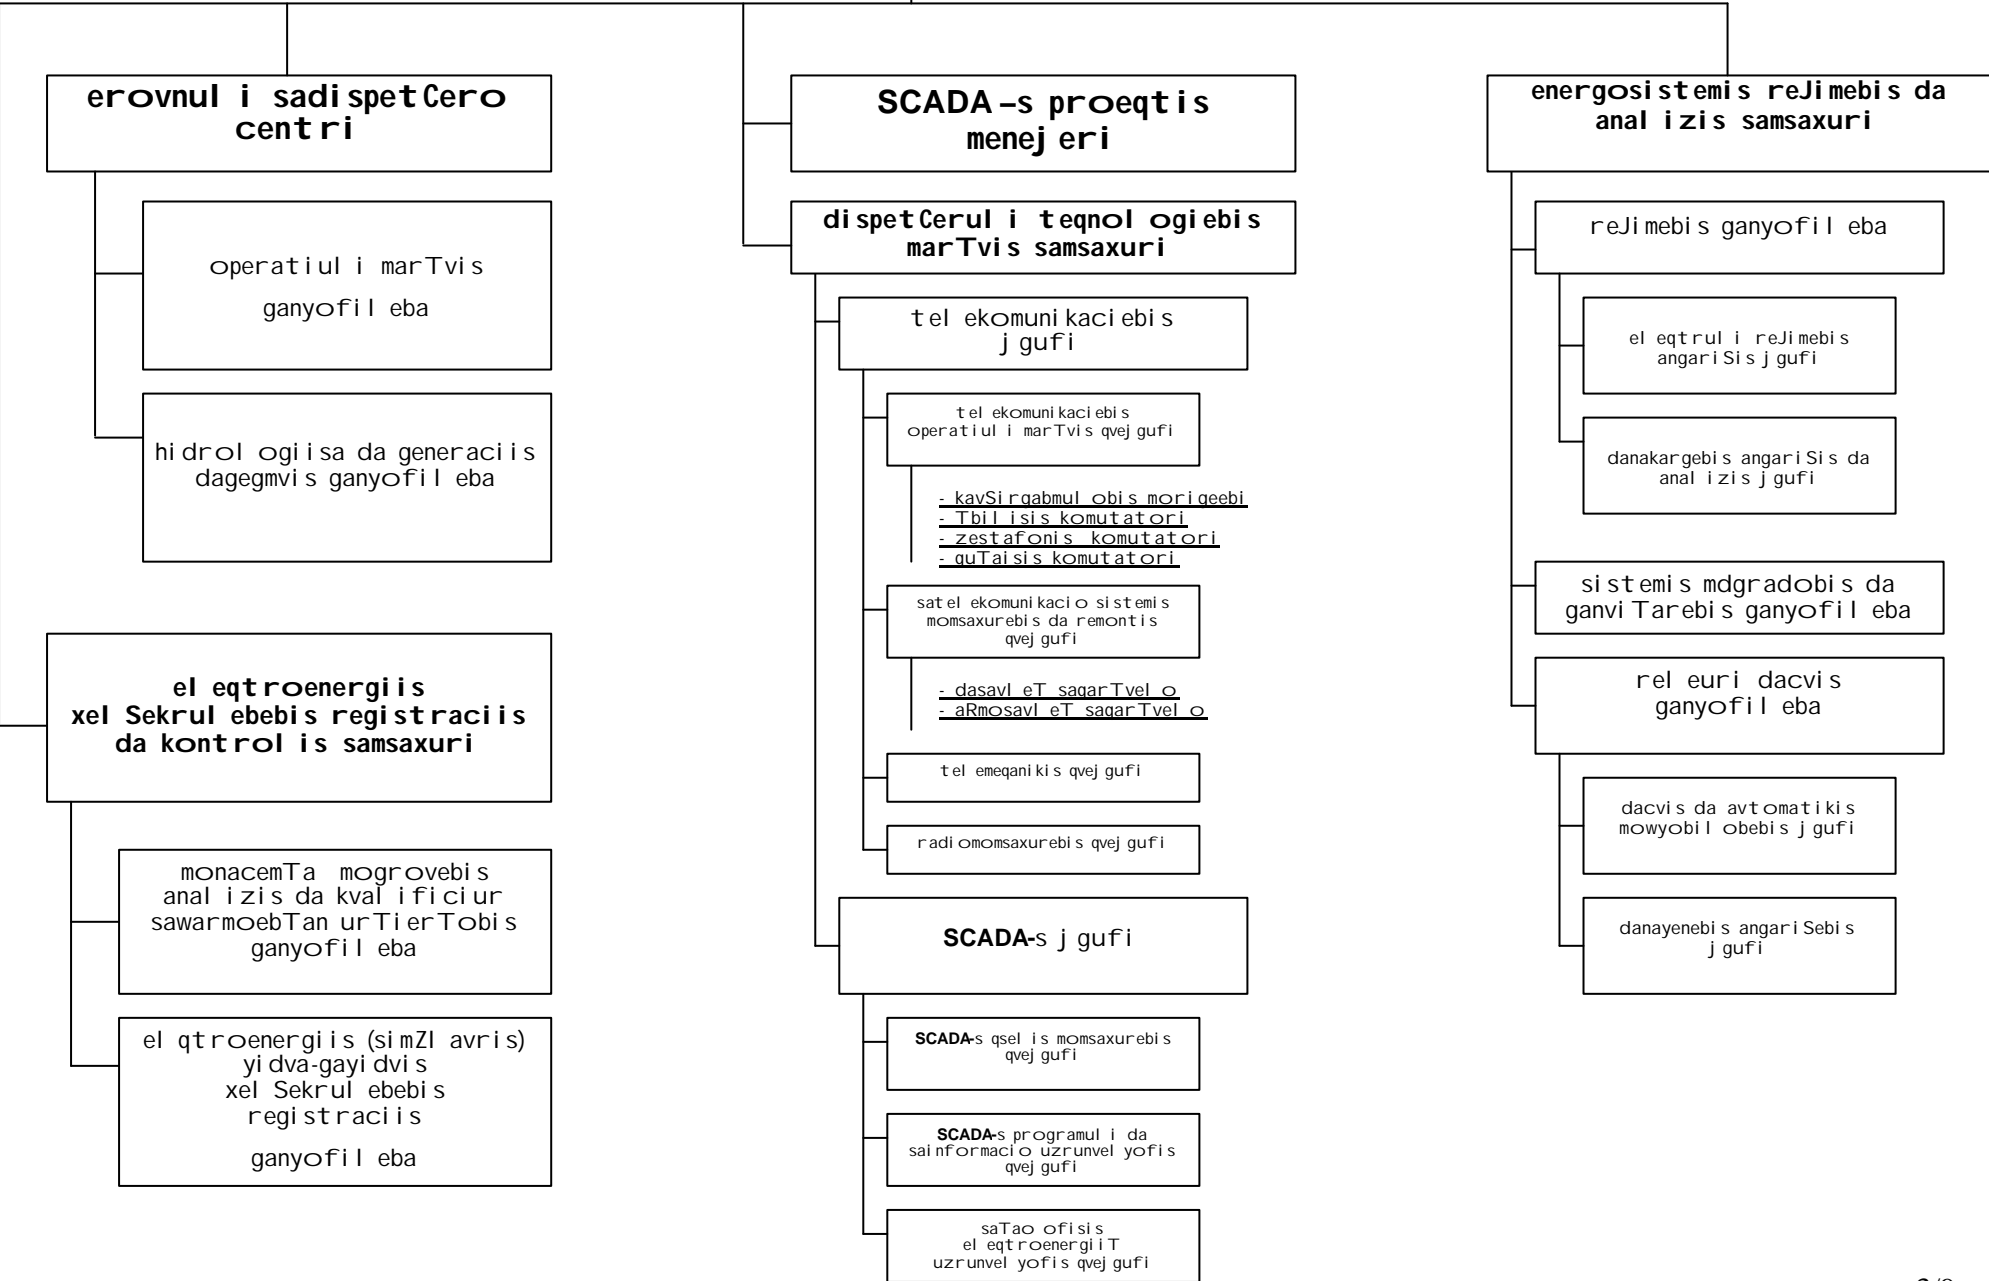 erovnuli sadispetCero
centri
operatiuli marTvis
ganyofileba
hidrologiisa da generaciis
dagegmvis ganyofileba
eleqtroenergiis
xelSekrulebebis registraciis
da kontrolis samsaxuri
monacemTa mogrovebis
analizis da kvalificiur
sawarmoebTan urTierTobis
ganyofileba
elqtroenergiis (simZlavris)
yidva-gayidvis
xelSekrulebebis
registraciis
ganyofileba
SCADA–s proeqtis
menejeri
dispetCeruli teqnologiebis
marTvis samsaxuri
telekomunikaciebis
jgufi
telekomunikaciebis
operatiuli marTvis qvejgufi
- kavSirgabmulobis morigeebi
- Tbilisis komutatori
- zestafonis komutatori
- quTaisis komutatori
satelekomunikacio sistemis
momsaxurebis da remontis
qvejgufi
- dasavleT saqarTvelo
- aRmosavleT saqarTvelo
telemeqanikis qvejgufi
radiomomsaxurebis qvejgufi
SCADA-s jgufi
SCADA-s qselis momsaxurebis
qvejgufi
SCADA-s programuli da
sainformacio uzrunvelyofis
qvejgufi
saTao ofisis
eleqtroenergiiT
uzrunvelyofis qvejgufi
energosistemis reJimebis da
analizis samsaxuri
reJimebis ganyofileba
eleqtruli reJimebis
angariSis jgufi
danakargebis angariSis da
analizis jgufi
sistemis mdgradobis da
ganviTarebis ganyofileba
releuri dacvis
ganyofileba
dacvis da avtomatikis
mowyobilobebis jgufi
danayenebis angariSebis
jgufi